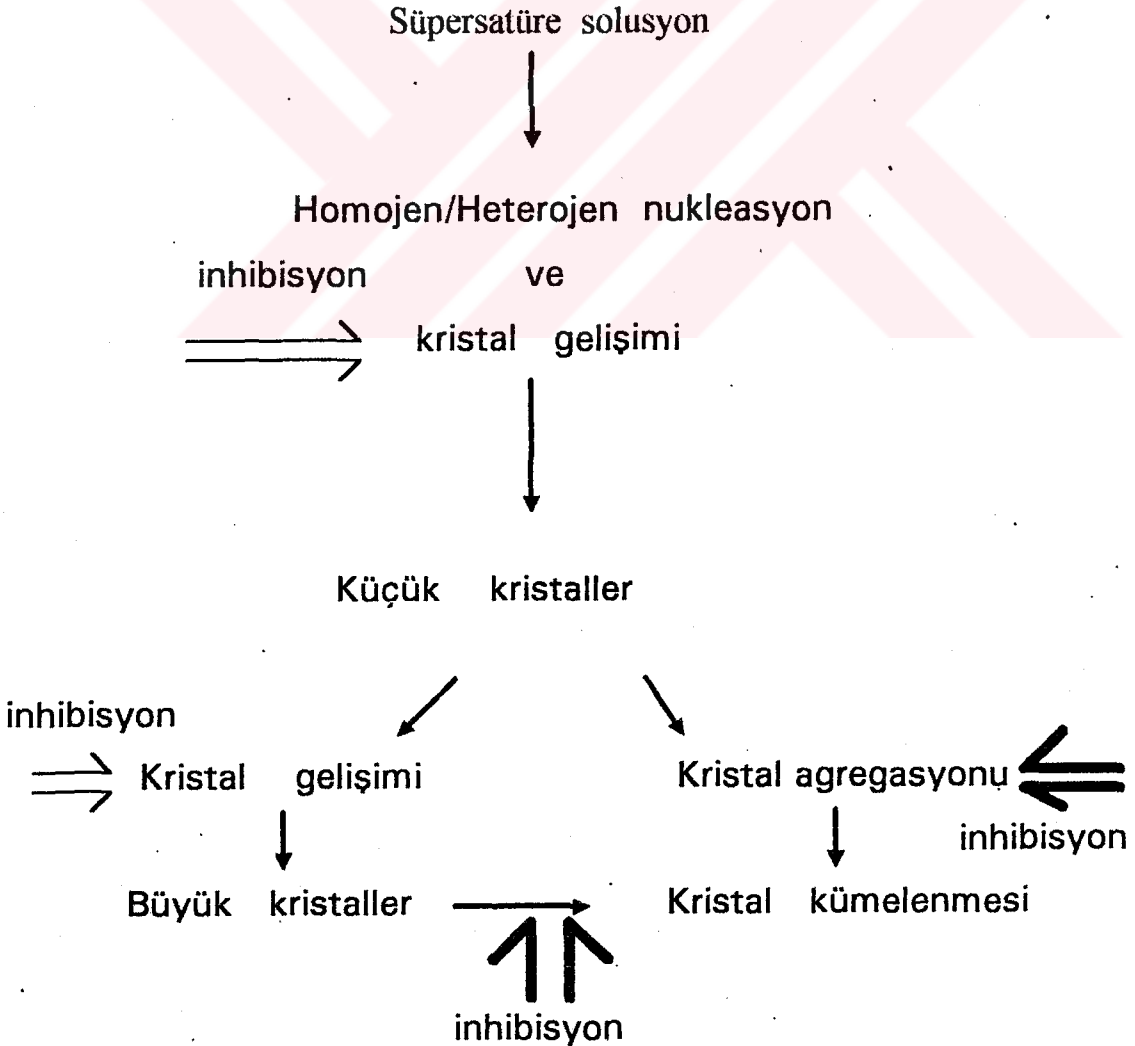 Süpersatüre solusyon
Homojen/Heterojen nukleasyon
inhibisyon ve
kristal gelişimi
Küçük kristaller
inhibisyon
Kristal gelişimi
Kristal agregasyonu
inhibisyon
Büyük kristaller
Kristal kümelenmesi
inhibisyon